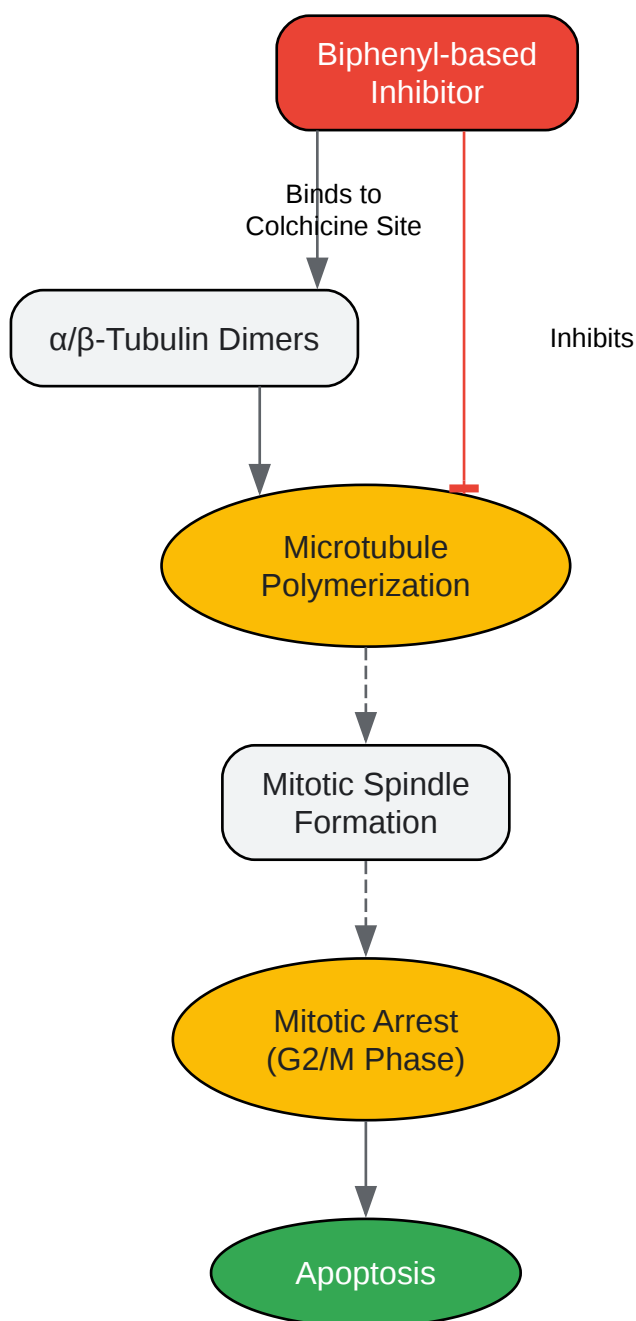 Biphenyl-based
Inhibitor
Binds to
Colchicine Site
α/β-Tubulin Dimers
Inhibits
Microtubule
Polymerization
Mitotic Spindle
Formation
Mitotic Arrest
(G2/M Phase)
Apoptosis